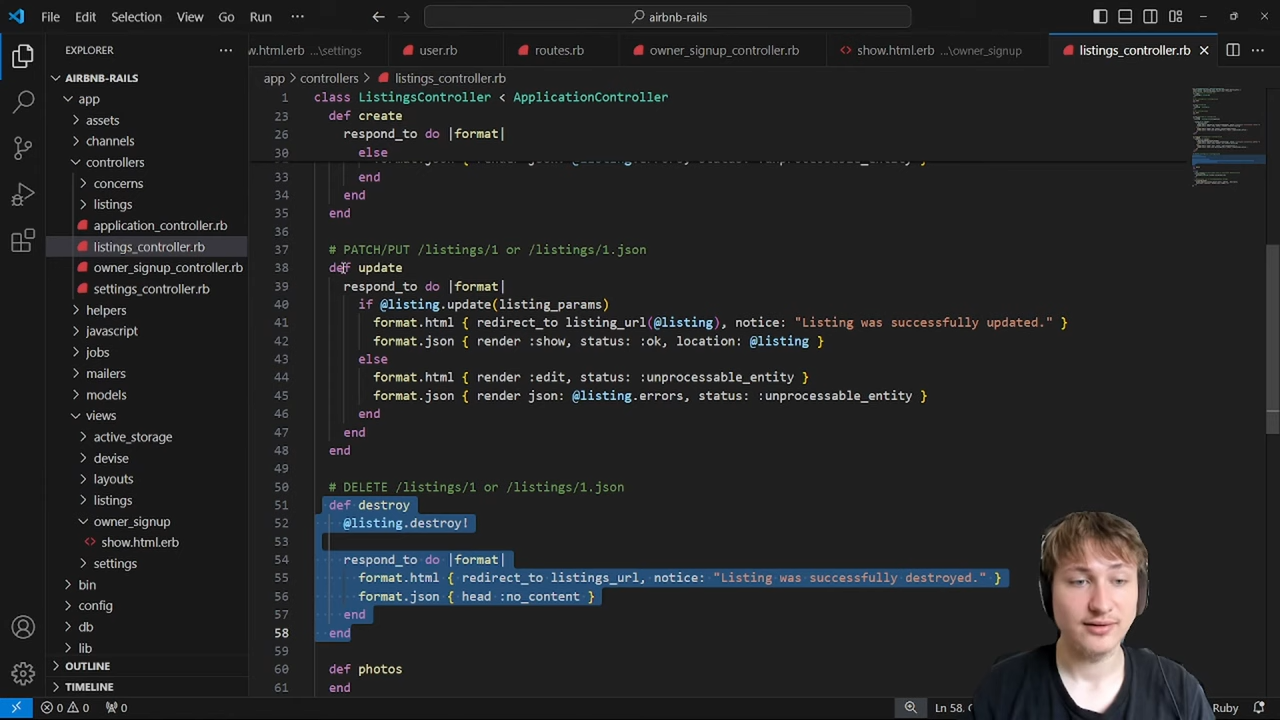 File Edit Selection View Go Run ··· airbnb-rails
EXPLORER ···
AIRBNB-RAILS
app
assets
channels
controllers
concerns
listings
application_controller.rb
listings_controller.rb
owner_signup_controller.rb
settings_controller.rb
helpers
javascript
jobs
mailers
models
views
active_storage
devise
layouts
listings
owner_signup
show.html.erb
settings
bin
config
db
lib
OUTLINE
TIMELINE
w.html.erb ...\settings user.rb routes.rb owner_signup_controller.rb show.html.erb ...\owner_signup listings_controller.rb
app > controllers > listings_controller.rb
1 class ListingsController < ApplicationController
23 def create
26 respond_to do |format|
30 else
33 end
34 end
35 end
36
37 # PATCH/PUT /listings/1 or /listings/1.json
38 def update
39 respond_to do |format|
40 if @listing.update(listing_params)
41 format.html { redirect_to listing_url(@listing), notice: "Listing was successfully updated." }
42 format.json { render :show, status: :ok, location: @listing }
43 else
44 format.html { render :edit, status: :unprocessable_entity }
45 format.json { render json: @listing.errors, status: :unprocessable_entity }
46 end
47 end
48 end
49
50 # DELETE /listings/1 or /listings/1.json
51 def destroy
52 @listing.destroy!
53
54 respond_to do |format|
55 format.html { redirect_to listings_url, notice: "Listing was successfully destroyed." }
56 format.json { head :no_content }
57 end
58 end
59
60 def photos
61 end
0 0 0 Ln 58, Ruby